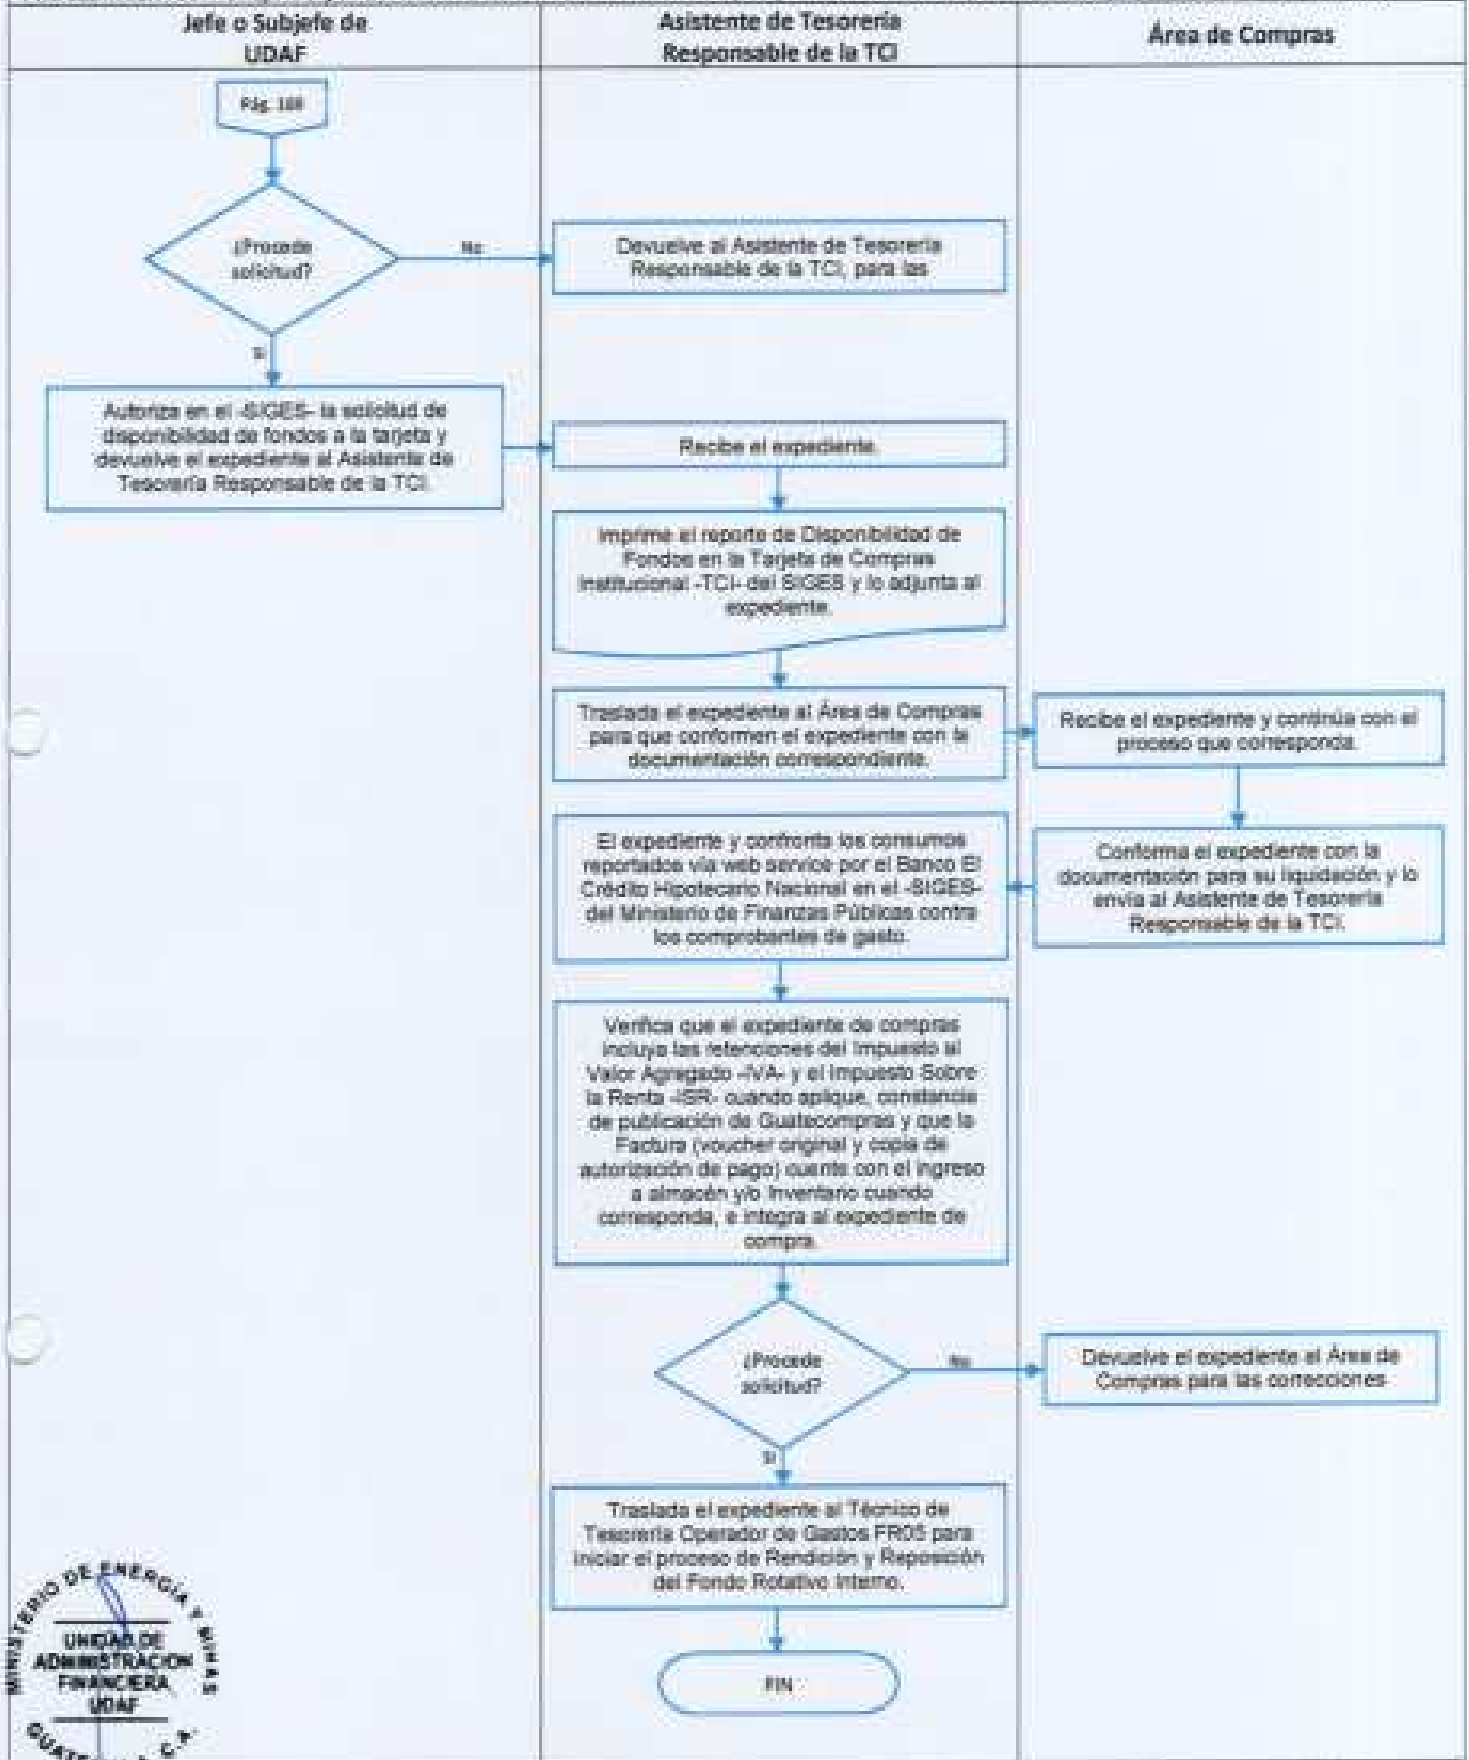 Jefe o Subjefe de
UDAF
Asistente de Tesorería
Responsable de la TCI
Área de Compras
Pág.
¿Procede
solicitud?
No
Devuelve al Asistente de Tesorería
Responsable de la TCI, para las
Si
Autoriza en el -SIGES- la solicitud de
disponibilidad de fondos a la tarjeta y
devuelve el expediente al Asistente de
Tesorería Responsable de la TCI.
Recibe el expediente.
Imprime el reporte de Disponibilidad de
Fondos en la Tarjeta de Compras
Institucional -TCI- del SIGES y lo adjunta al
expediente.
Traslada el expediente al Área de Compras
para que conformen el expediente con la
documentación correspondiente.
Recibe el expediente y continúa con el
proceso que corresponda.
Conforma el expediente con la
documentación para su liquidación y lo
envía al Asistente de Tesorería
Responsable de la TCI.
El expediente y confronta los consumos
reportados vía web service por el Banco El
Crédito Hipotecario Nacional en el -SIGES-
del Ministerio de Finanzas Públicas contra
los comprobantes de gasto.
Verifica que el expediente de compras
incluya las retenciones del Impuesto al
Valor Agregado -IVA- y el Impuesto Sobre
la Renta -ISR- cuando aplique, constancia
de publicación de Guatecompras y que la
Factura (voucher original y copia de
autorización de pago) cuente con el ingreso
a almacén y/o Inventario cuando
corresponda, e integra al expediente de
compra.
¿Procede
solicitud?
No
Devuelve el expediente al Área de
Compras para las correcciones
Si
Traslada el expediente al Técnico de
Tesorería Operador de Gastos FR05 para
iniciar el proceso de Rendición y Reposición
del Fondo Rotativo Interno.
FIN
MINISTERIO DE ENERGÍA Y MINAS
UNIDAD DE
ADMINISTRACION
FINANCIERA
UDAF
C.A.